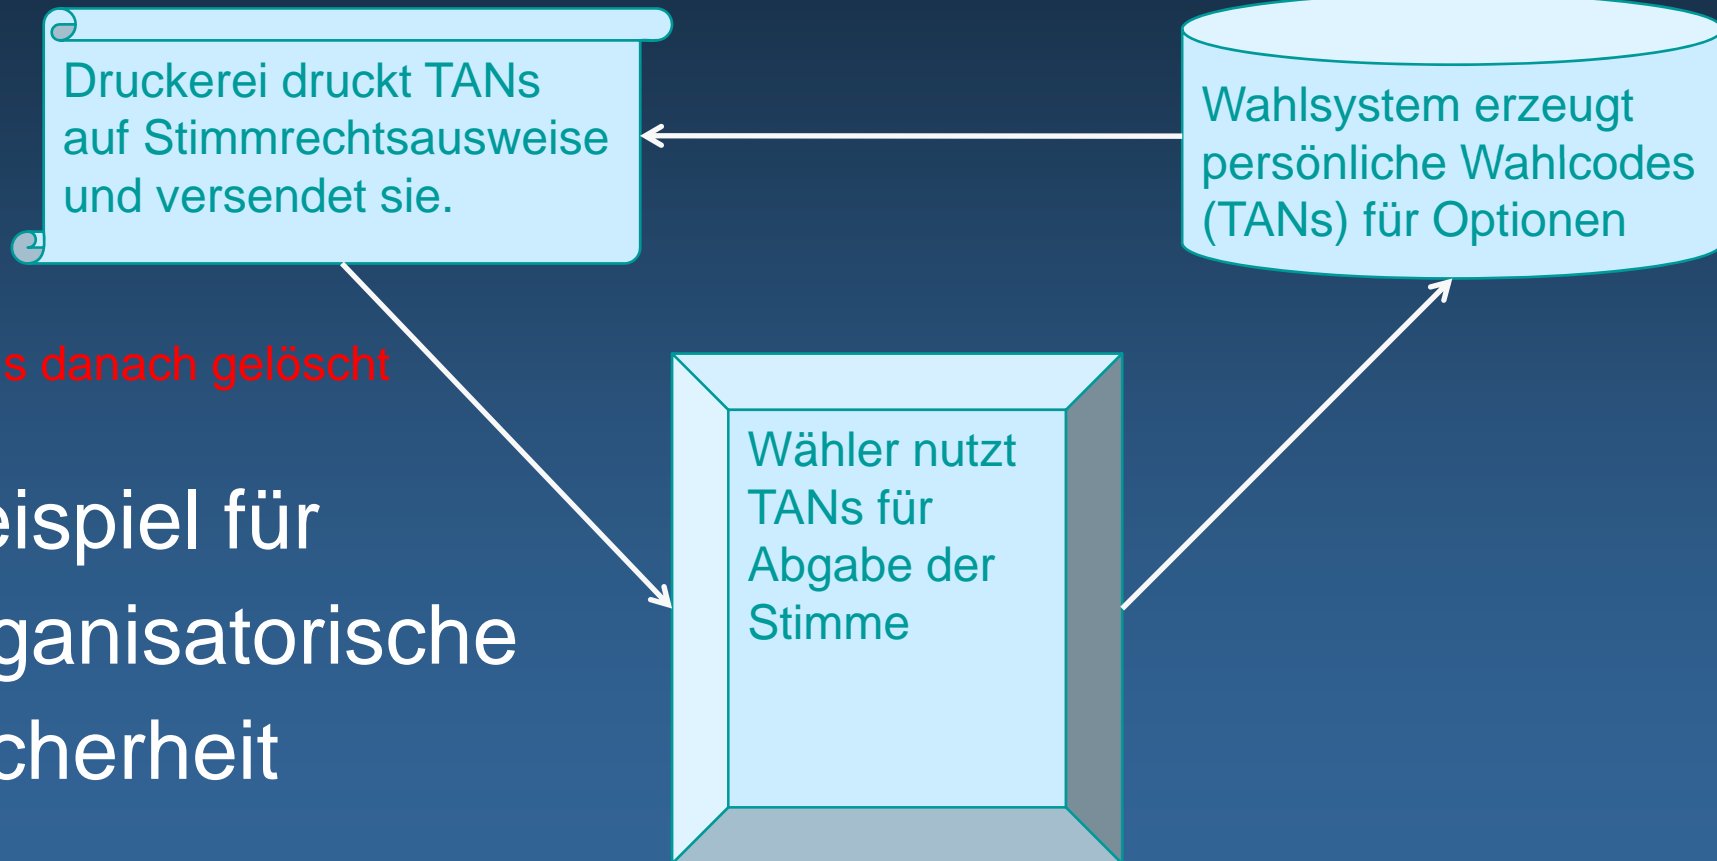 Druckerei druckt TANs
auf Stimmrechtsausweise
und versendet sie.
Wahlsystem erzeugt
persönliche Wahlcodes
(TANs) für Optionen
s danach gelöscht
Wähler nutzt
TANs für
Abgabe der
Stimme
eispiel für
ganisatorische
cherheit